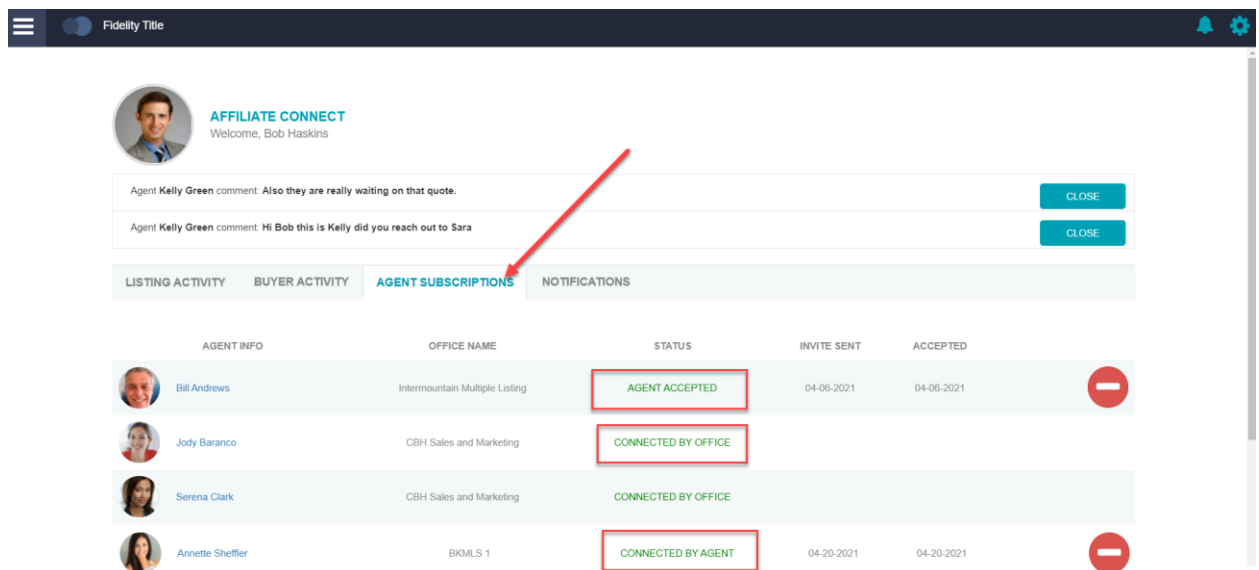 Fidelity Title
AFFILIATE CONNECT
Welcome, Bob Haskins
Agent Kelly Green comment: Also they are really waiting on that quote.
CLOSE
Agent Kelly Green comment: Hi Bob this is Kelly did you reach out to Sara
CLOSE
LISTING ACTIVITY BUYER ACTIVITY AGENT SUBSCRIPTIONS NOTIFICATIONS
AGENT INFO OFFICE NAME STATUS INVITE SENT ACCEPTED
Bill Andrews Intermountain Multiple Listing AGENT ACCEPTED 04-06-2021 04-06-2021
Jody Baranco CBH Sales and Marketing CONNECTED BY OFFICE
Serena Clark CBH Sales and Marketing CONNECTED BY OFFICE
Annette Sheffler BKMLS 1 CONNECTED BY AGENT 04-20-2021 04-20-2021